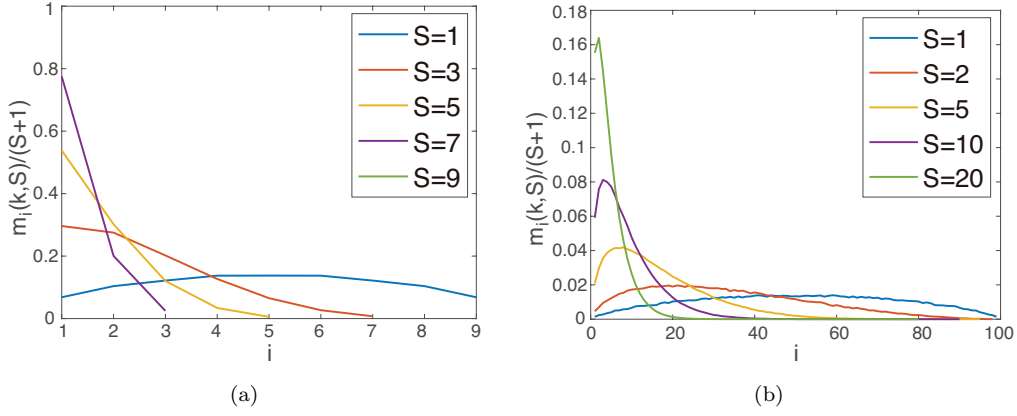 1
0.8
0.6
0.4
0.2
0
m_i(k,S)/(S+1)
1 2 3 4 5 6 7 8 9
i
S=1
S=3
S=5
S=7
S=9
(a)
0.18
0.16
0.14
0.12
0.1
0.08
0.06
0.04
0.02
0
m_i(k,S)/(S+1)
0 20 40 60 80 100
i
S=1
S=2
S=5
S=10
S=20
(b)